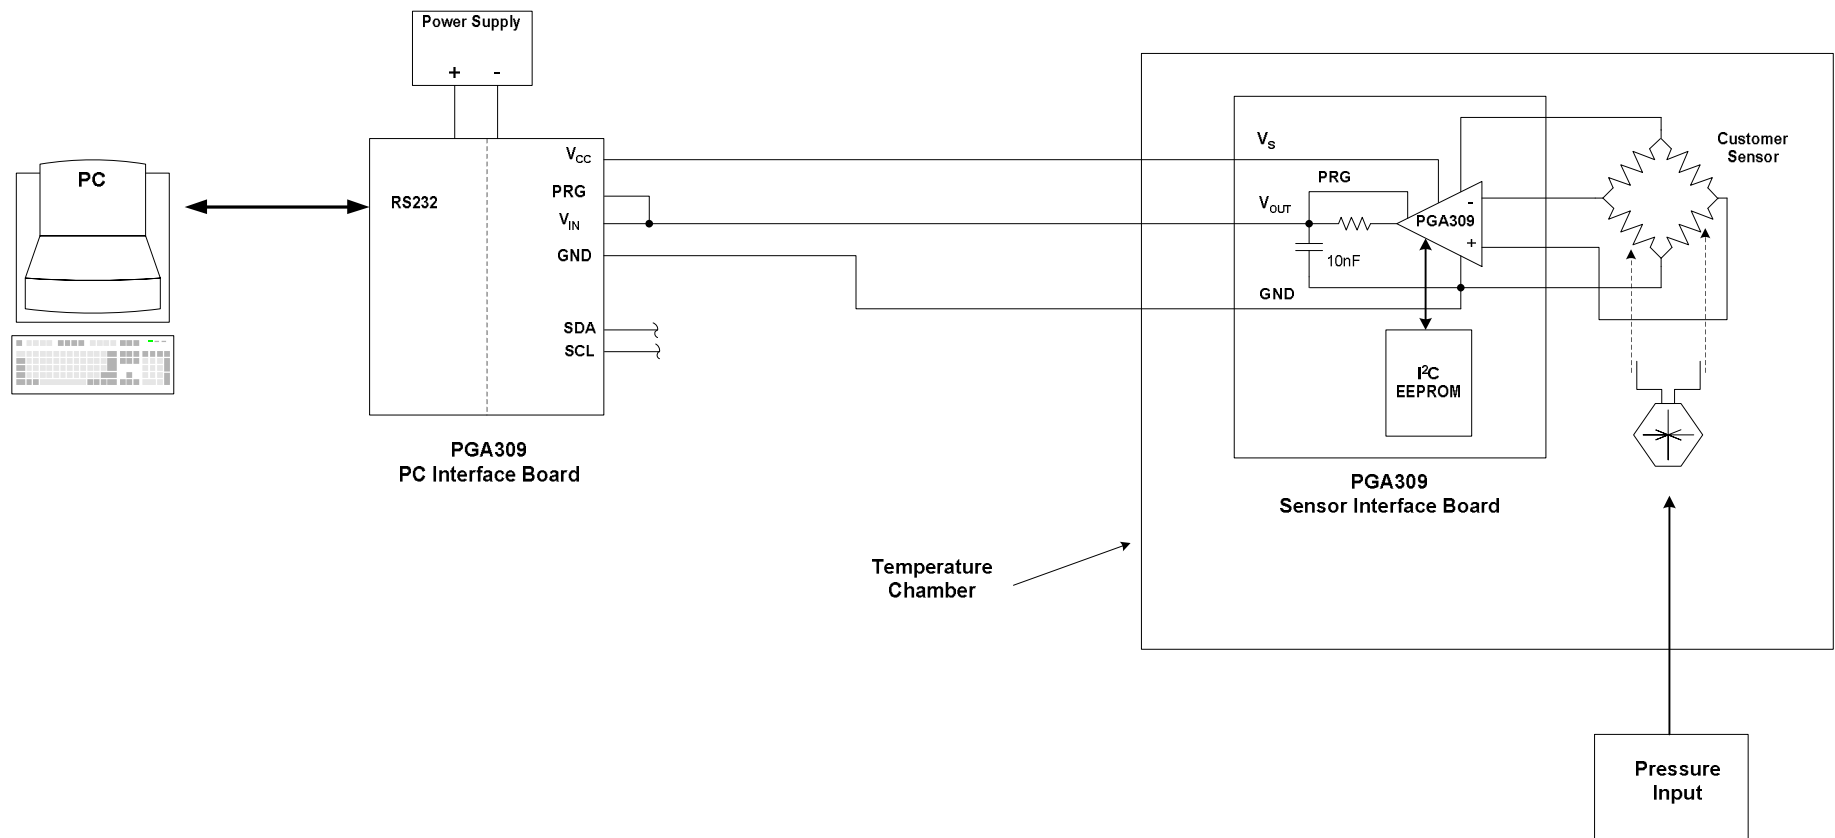 Power Supply
+ -
PC
RS232
VCC
PRG
VIN
GND
SDA
SCL
PGA309
PC Interface Board
VS
PRG
VOUT
PGA309
-
+
10nF
GND
I²C
EEPROM
PGA309
Sensor Interface Board
Customer
Sensor
Temperature
Chamber
Pressure
Input